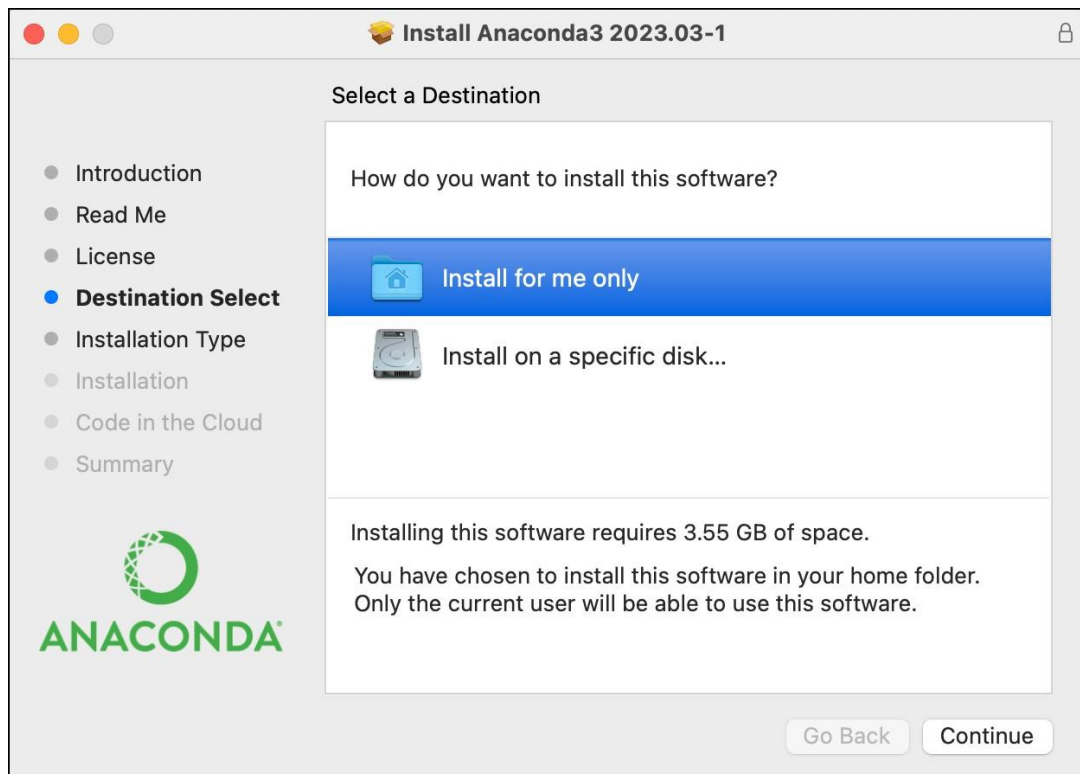 Install Anaconda3 2023.03-1
Select a Destination
Introduction
Read Me
License
Destination Select
Installation Type
Installation
Code in the Cloud
Summary
ANACONDA
How do you want to install this software?
Install for me only
Install on a specific disk...
Installing this software requires 3.55 GB of space.
You have chosen to install this software in your home folder.
Only the current user will be able to use this software.
Go Back
Continue